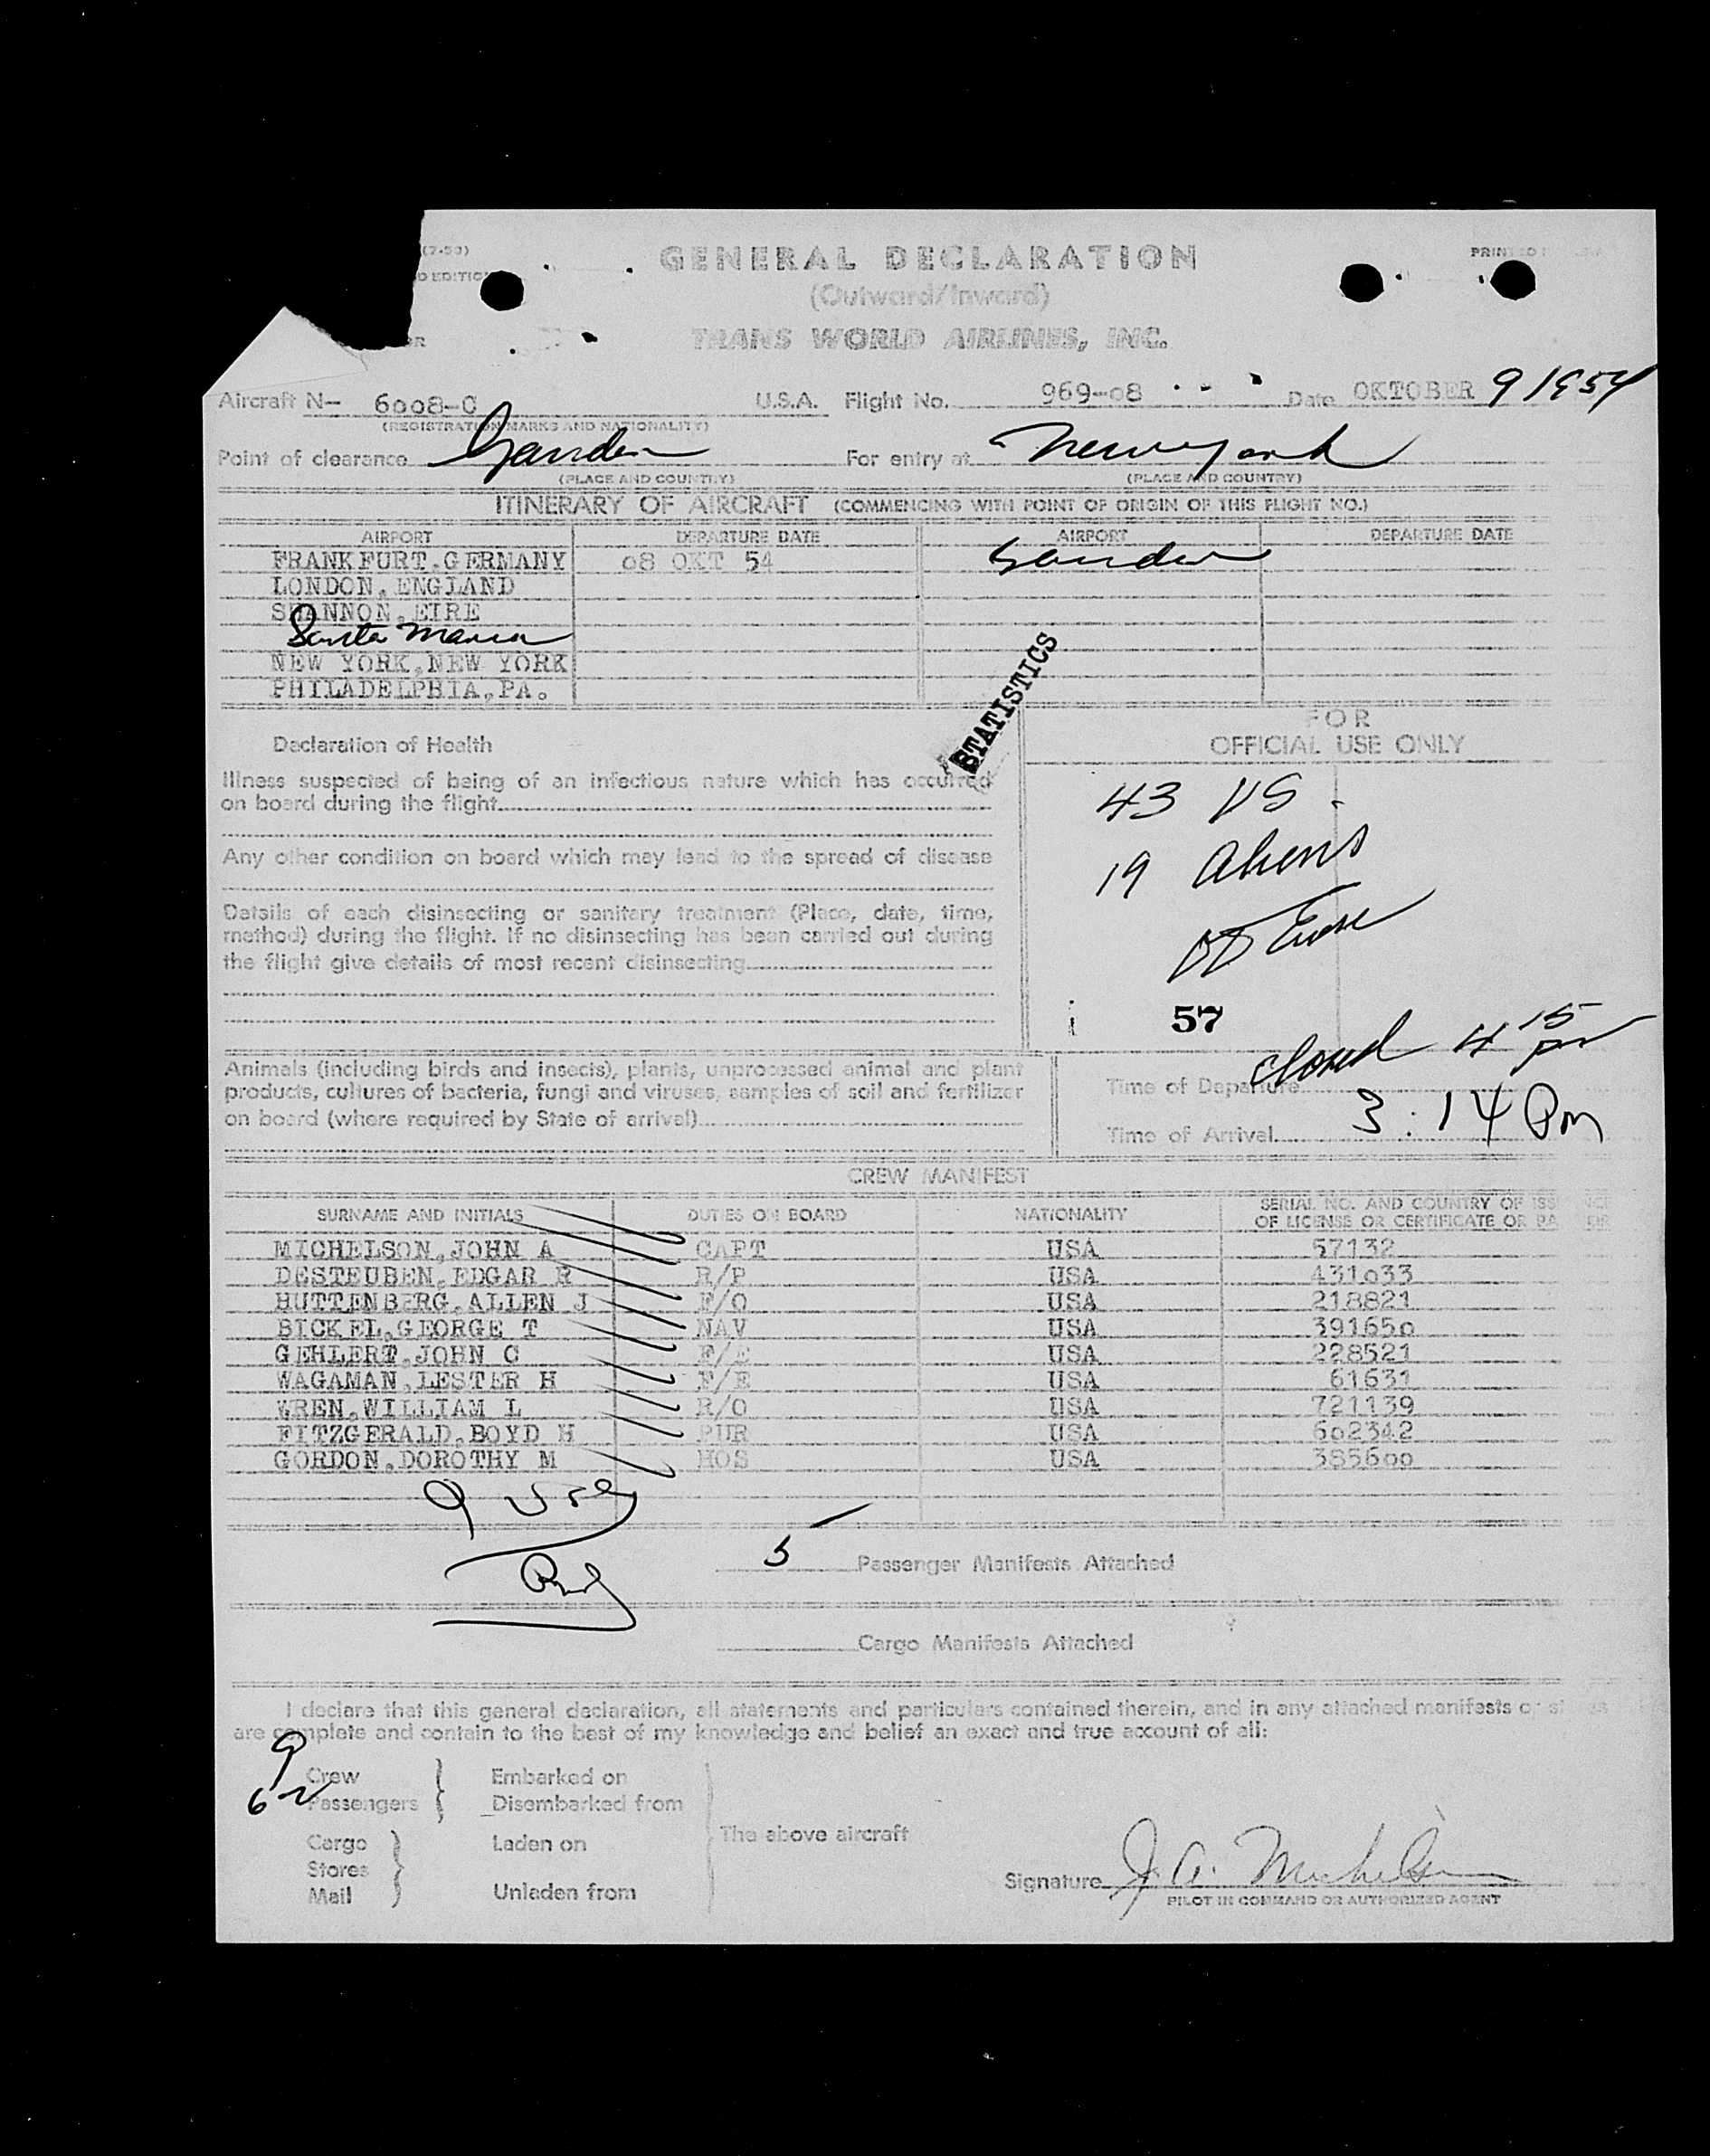 (7-53)
GENERAL DECLARATION
(Outward/Inward)
TRANS WORLD AIRLINES, INC.
Aircraft N- 6008-C U.S.A. Flight No. 969-08 Date OKTOBER 9 1954
(REGISTRATION MARKS AND NATIONALITY)
Point of clearance Gander For entry at New York
(PLACE AND COUNTRY) (PLACE AND COUNTRY)
ITINERARY OF AIRCRAFT (COMMENCING WITH POINT OF ORIGIN OF THIS FLIGHT NO.)
AIRPORT DEPARTURE DATE AIRPORT DEPARTURE DATE
FRANKFURT.GERMANY 08 OKT 54 Gander
LONDON,ENGLAND
SHANNON,EIRE
Santa Maria
NEW YORK,NEW YORK
PHILADELPHIA,PA.
STATISTICS
FOR
OFFICIAL USE ONLY
Declaration of Health
Illness suspected of being of an infectious nature which has occurred
on board during the flight
Any other condition on board which may lead to the spread of disease
Details of each disinsecting or sanitary treatment (Place, date, time,
method) during the flight. If no disinsecting has been carried out during
the flight give details of most recent disinsecting
43 US
19 Aliens
57
Animals (including birds and insects), plants, unprocessed animal and plant
products, cultures of bacteria, fungi and viruses, samples of soil and fertilizer
on board (where required by State of arrival)
closed 4 15 pm
Time of Departure
Time of Arrival 3:14 Pm
CREW MANIFEST
SURNAME AND INITIALS DUTIES ON BOARD NATIONALITY SERIAL NO. AND COUNTRY OF
OF LICENSE OR CERTIFICATE OR
MICHELSON,JOHN A CAPT USA 57132
DESTEUBEN,EDGAR R R/P USA 431033
HUTTENBERG,ALLEN J F/O USA 218821
BICKEL,GEORGE T NAV USA 391650
GEHLERT,JOHN C F/E USA 228521
WAGAMAN,LESTER H F/E USA 61631
WREN,WILLIAM L R/O USA 721139
FITZGERALD,BOYD H PUR USA 602342
GORDON,DOROTHY M HOS USA 385600
9
5 Passenger Manifests Attached
Cargo Manifests Attached
I declare that this general declaration, all statements and particulars contained therein, and in any attached manifests
are complete and contain to the best of my knowledge and belief an exact and true account of all:
9 Crew Embarked on
62 Passengers Disembarked from
The above aircraft
Cargo Laden on
Stores
Mail Unladen from
Signature J. A. Michelson
PILOT IN COMMAND OR AUTHORIZED AGENT